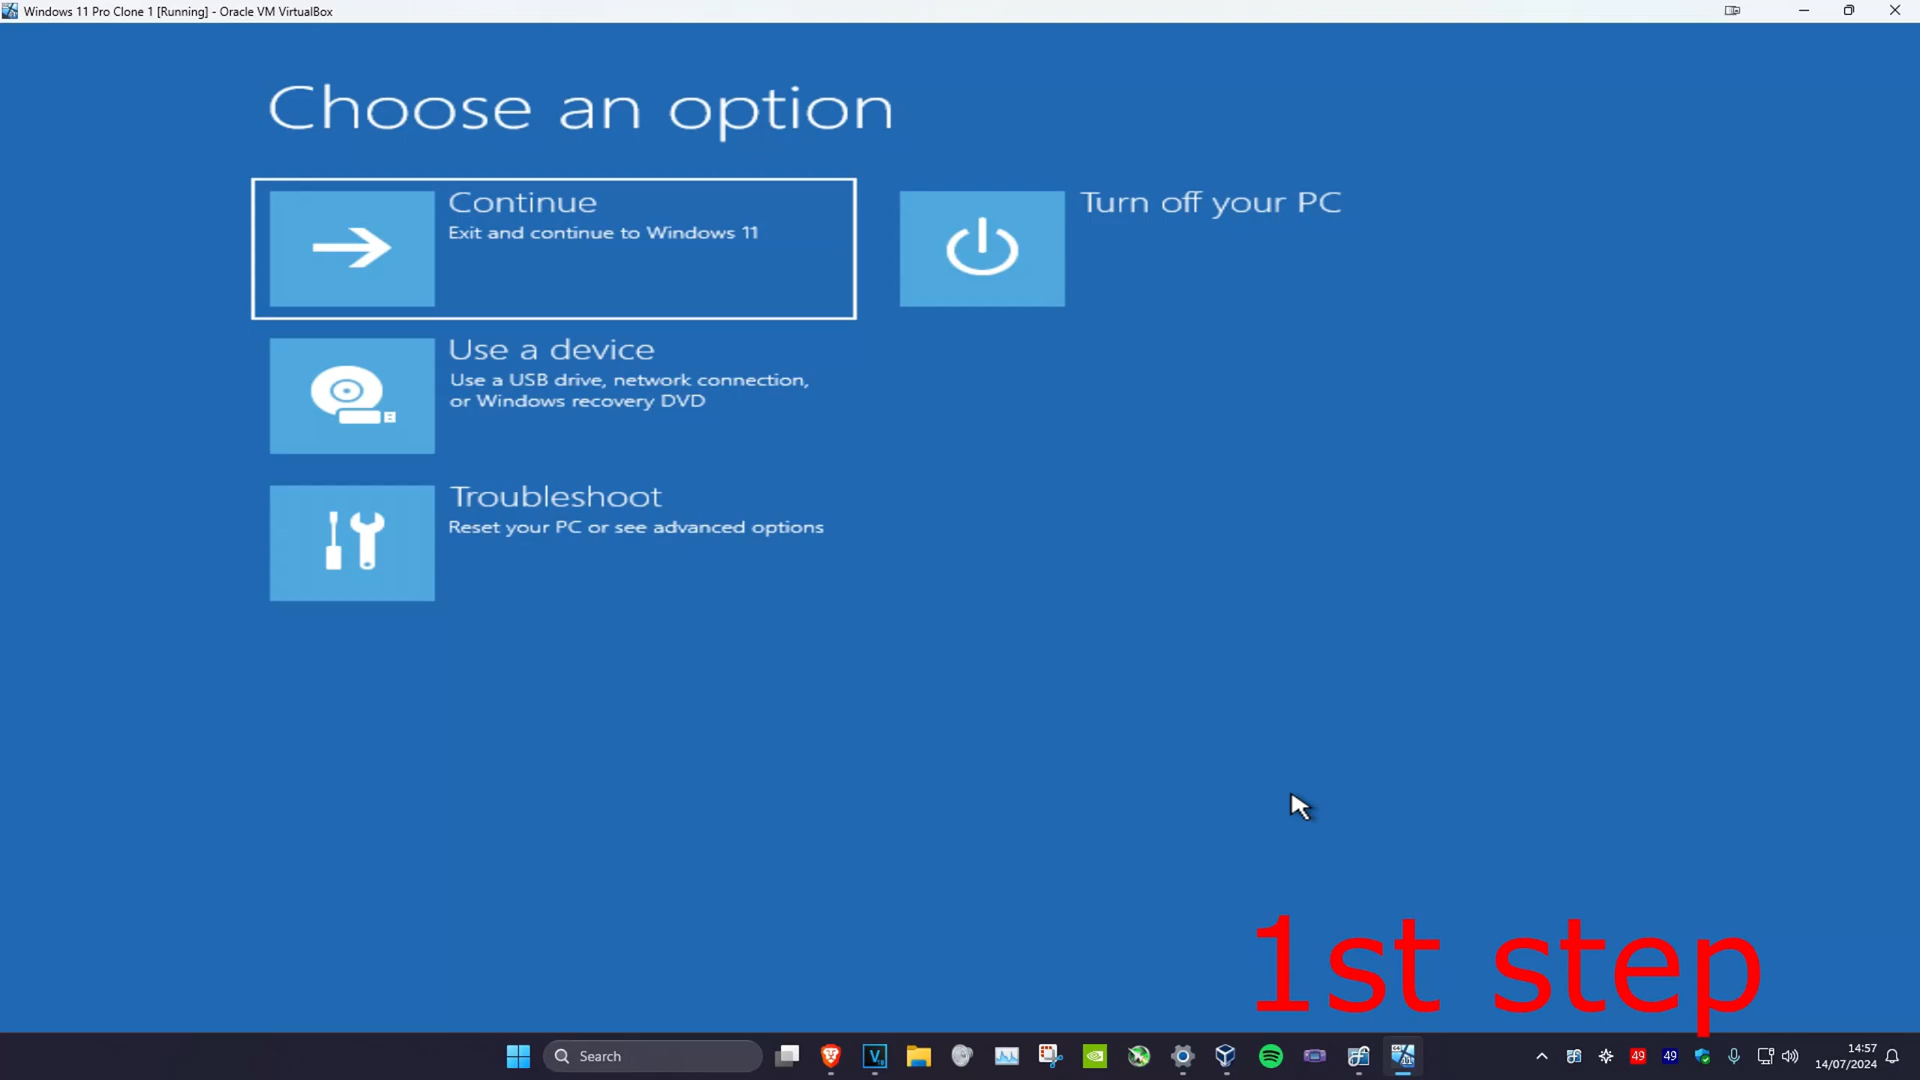 Windows 11 Pro Clone 1 [Running] - Oracle VM VirtualBox
Choose an option
Continue
Exit and continue to Windows 11
Turn off your PC
Use a device
Use a USB drive, network connection,
or Windows recovery DVD
Troubleshoot
Reset your PC or see advanced options
1st step
Search
49
49
14:57
14/07/2024